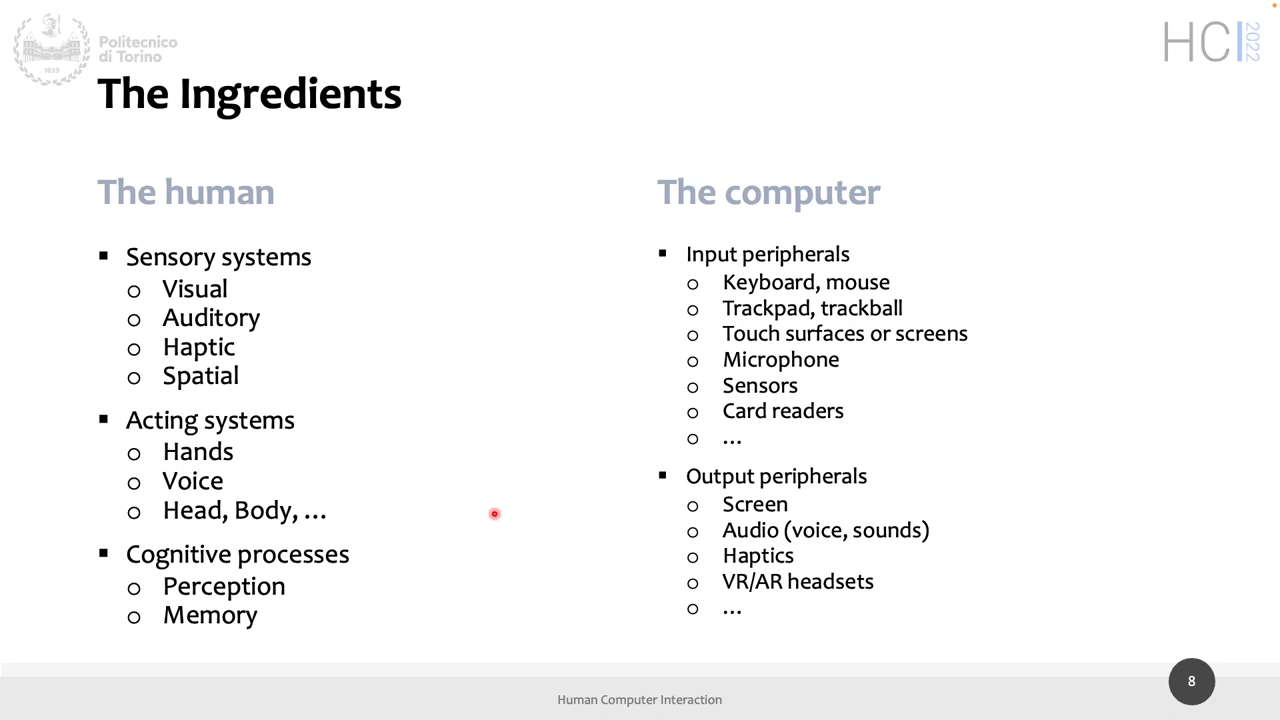 Politecnico
di Torino
1859
HCI 2022
The Ingredients
The human
▪ Sensory systems
o Visual
o Auditory
o Haptic
o Spatial
▪ Acting systems
o Hands
o Voice
o Head, Body, …
▪ Cognitive processes
o Perception
o Memory
The computer
▪ Input peripherals
o Keyboard, mouse
o Trackpad, trackball
o Touch surfaces or screens
o Microphone
o Sensors
o Card readers
o …
▪ Output peripherals
o Screen
o Audio (voice, sounds)
o Haptics
o VR/AR headsets
o …
Human Computer Interaction
8